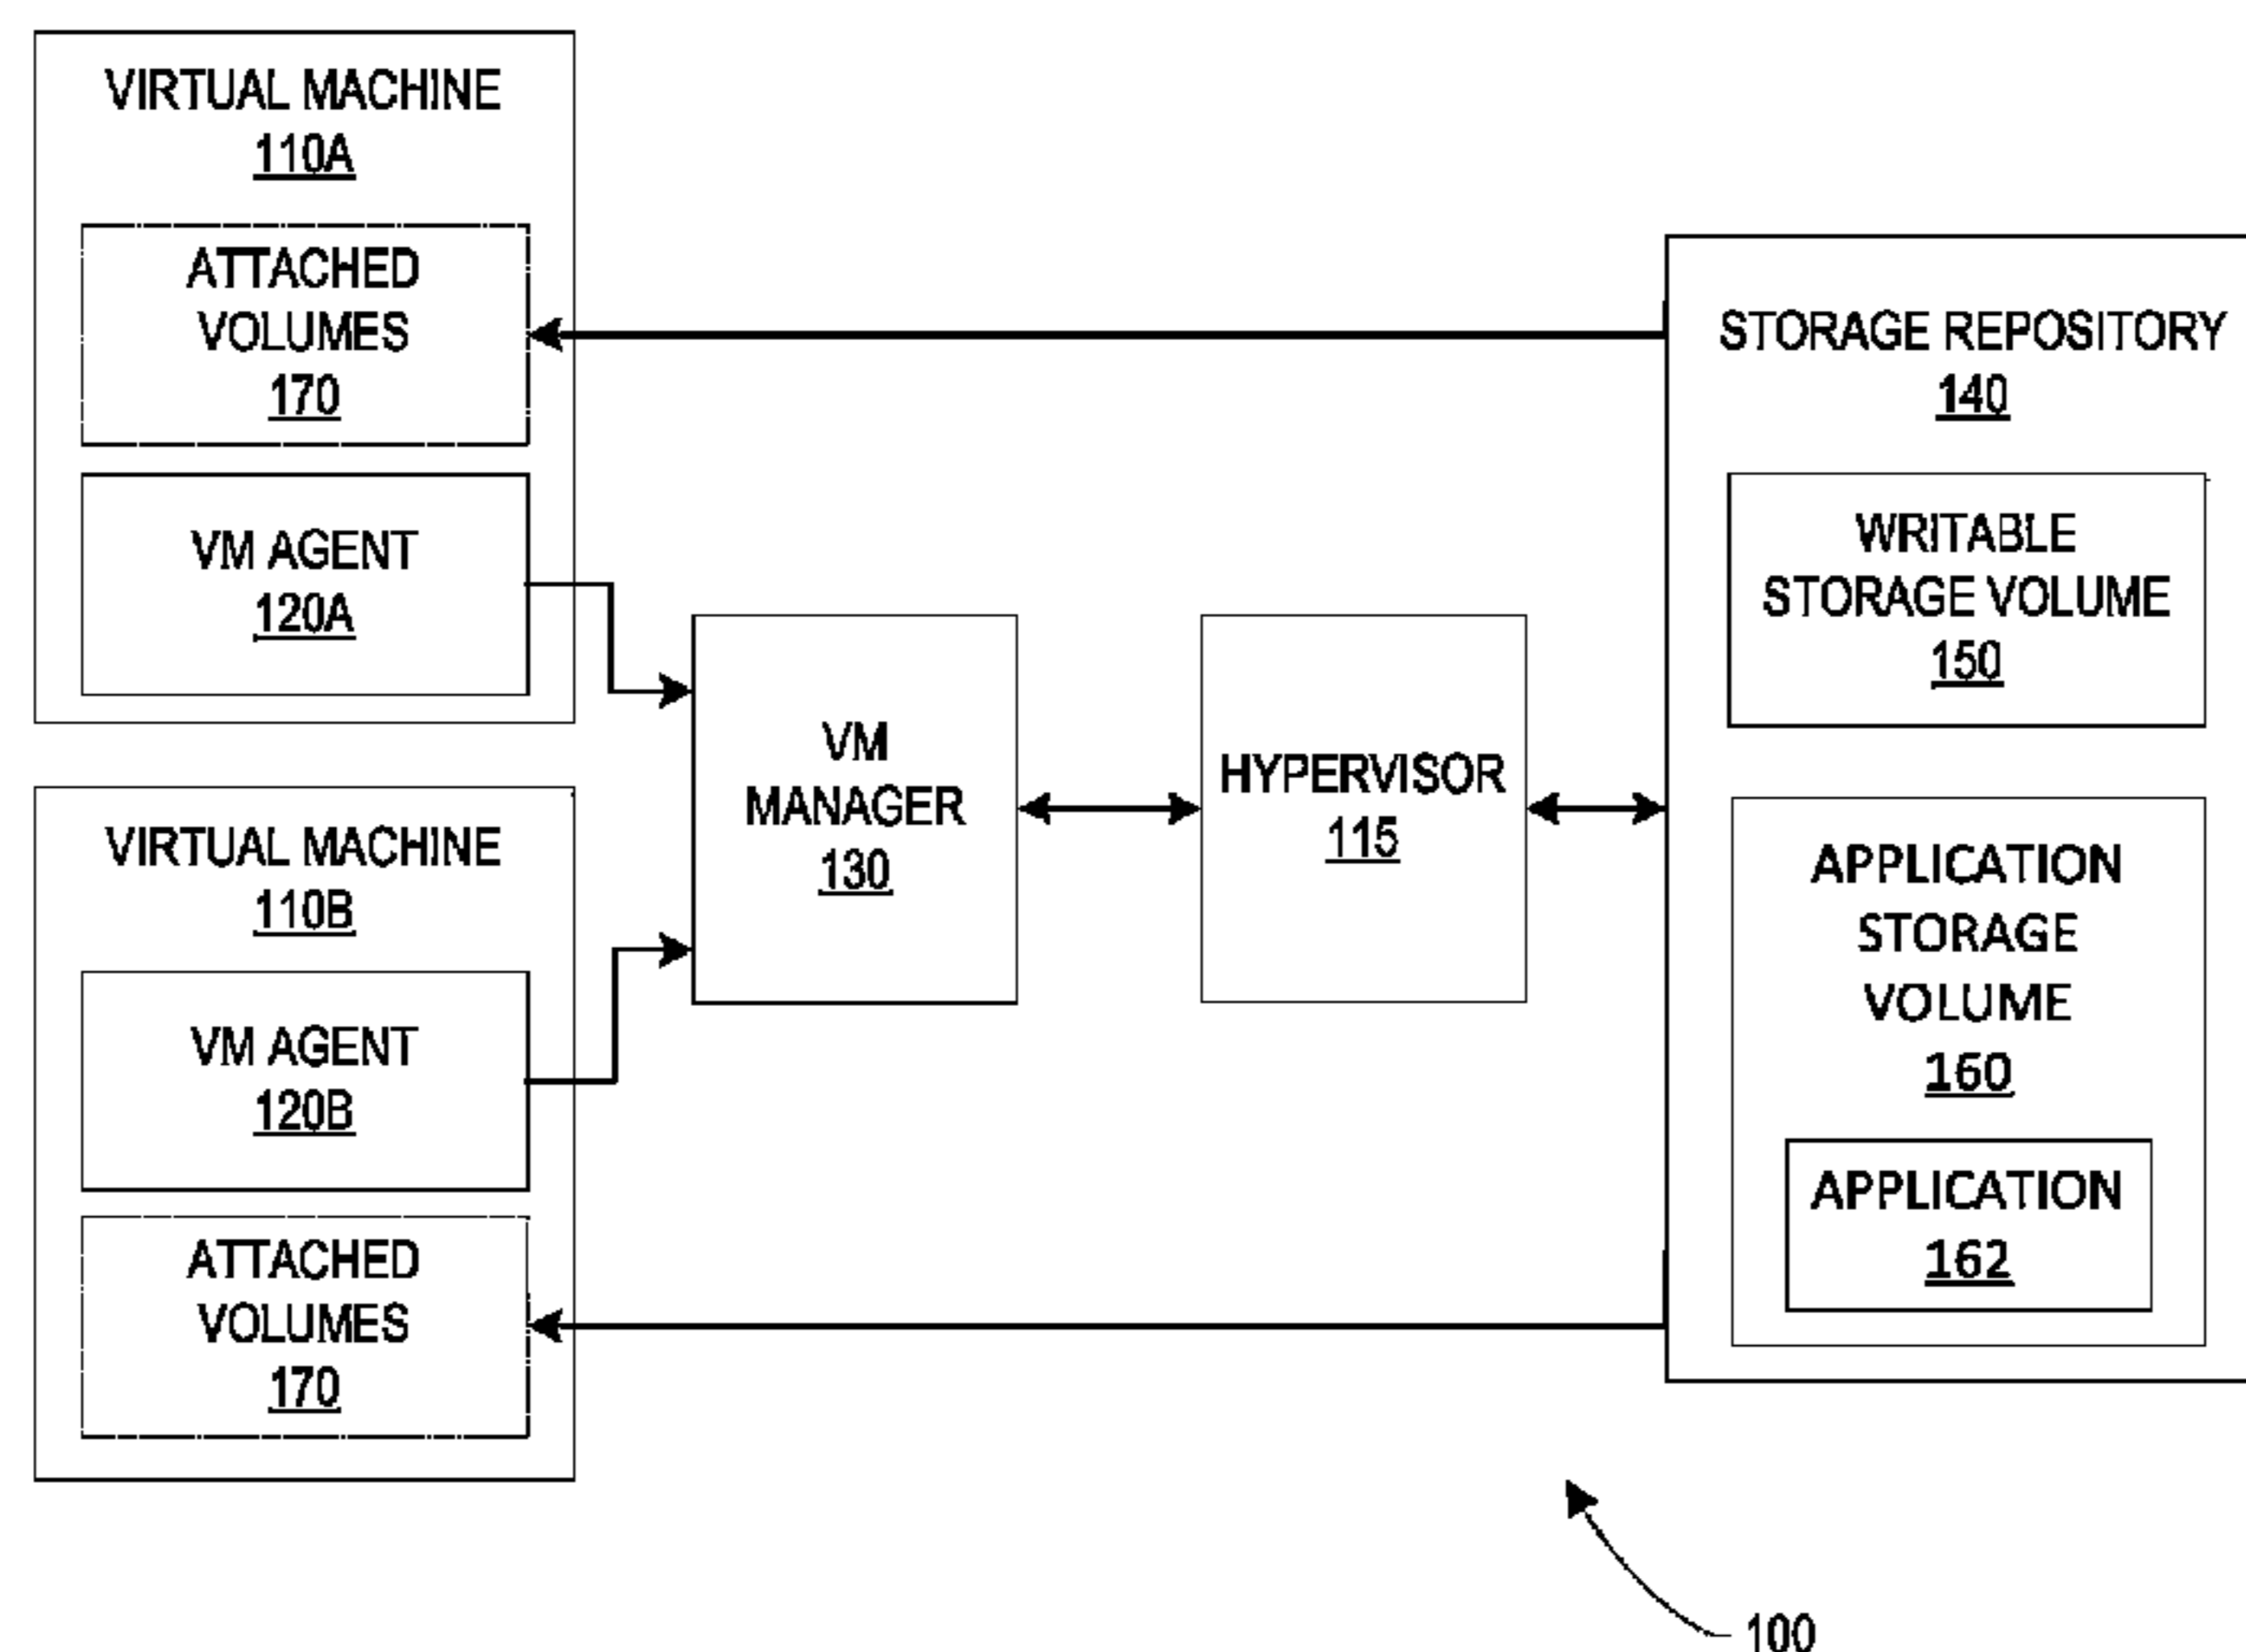 VIRTUAL MACHINE
110A
ATTACHED
VOLUMES
170
VM AGENT
120A
VIRTUAL MACHINE
110B
VM AGENT
120B
ATTACHED
VOLUMES
170
VM
MANAGER
130
HYPERVISOR
115
STORAGE REPOSITORY
140
WRITABLE
STORAGE VOLUME
150
APPLICATION
STORAGE
VOLUME
160
APPLICATION
162
100